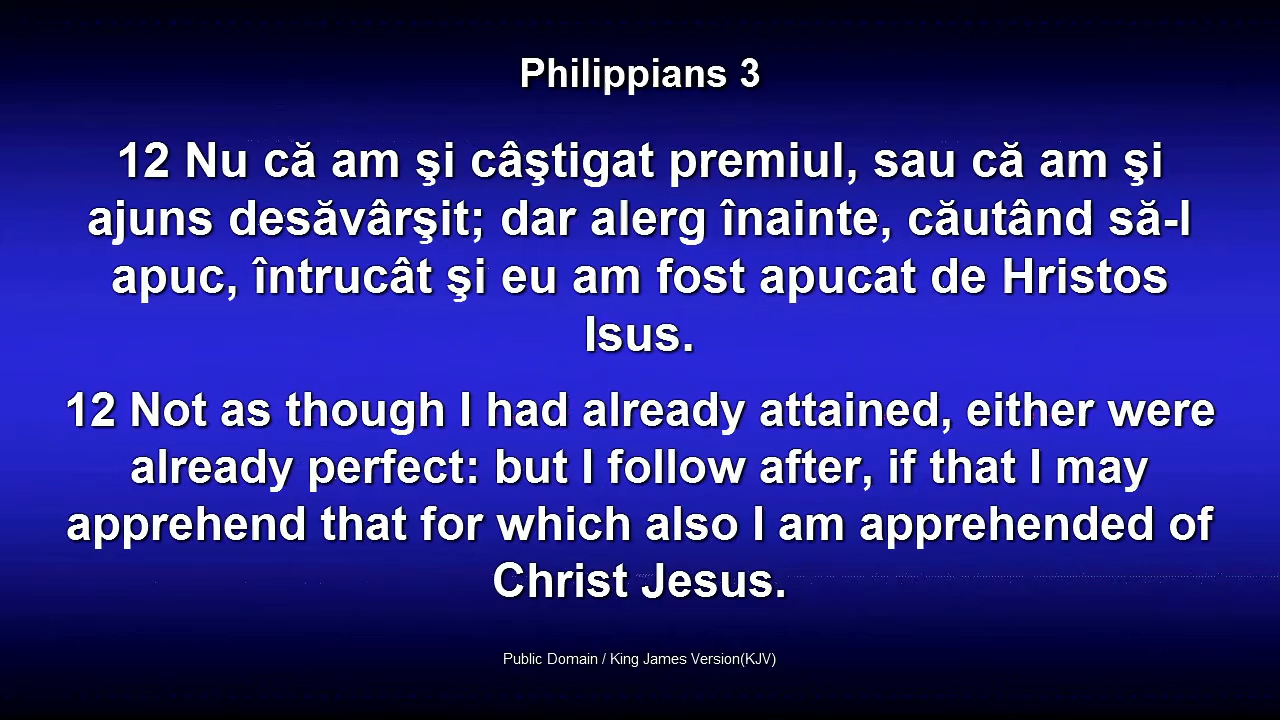 Philippians 3
12 Nu că am şi câştigat premiul, sau că am şi
ajuns desăvârşit; dar alerg înainte, căutând să-l
apuc, întrucât şi eu am fost apucat de Hristos
Isus.
12 Not as though I had already attained, either were
already perfect: but I follow after, if that I may
apprehend that for which also I am apprehended of
Christ Jesus.
Public Domain / King James Version(KJV)